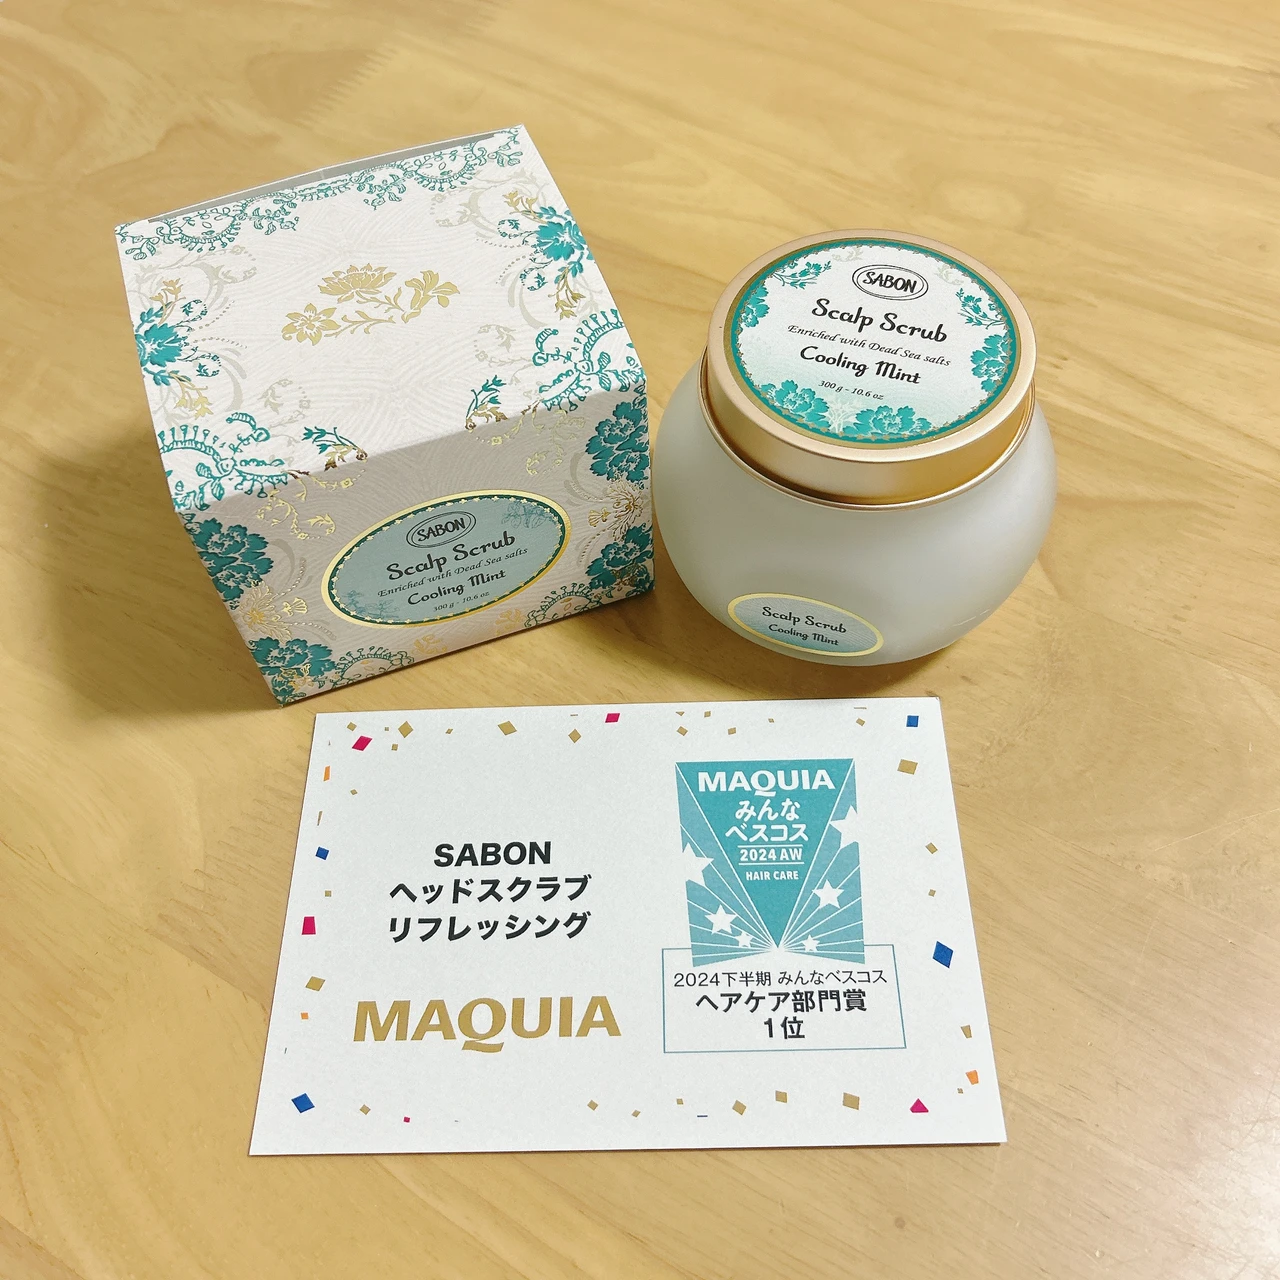 SABON
Scalp Scrub
Enriched with Dead Sea salts
Cooling Mint
300 g - 10.6 oz
SABON
Scalp Scrub
Enriched with Dead Sea salts
Cooling Mint
300 g - 10.6 oz
Scalp Scrub
Cooling Mint
SABON
ヘッドスクラブ
リフレッシング
MAQUIA
MAQUIA
みんな
ベスコス
2024 AW
HAIR CARE
2024下半期 みんなベスコス
ヘアケア部門賞
1位